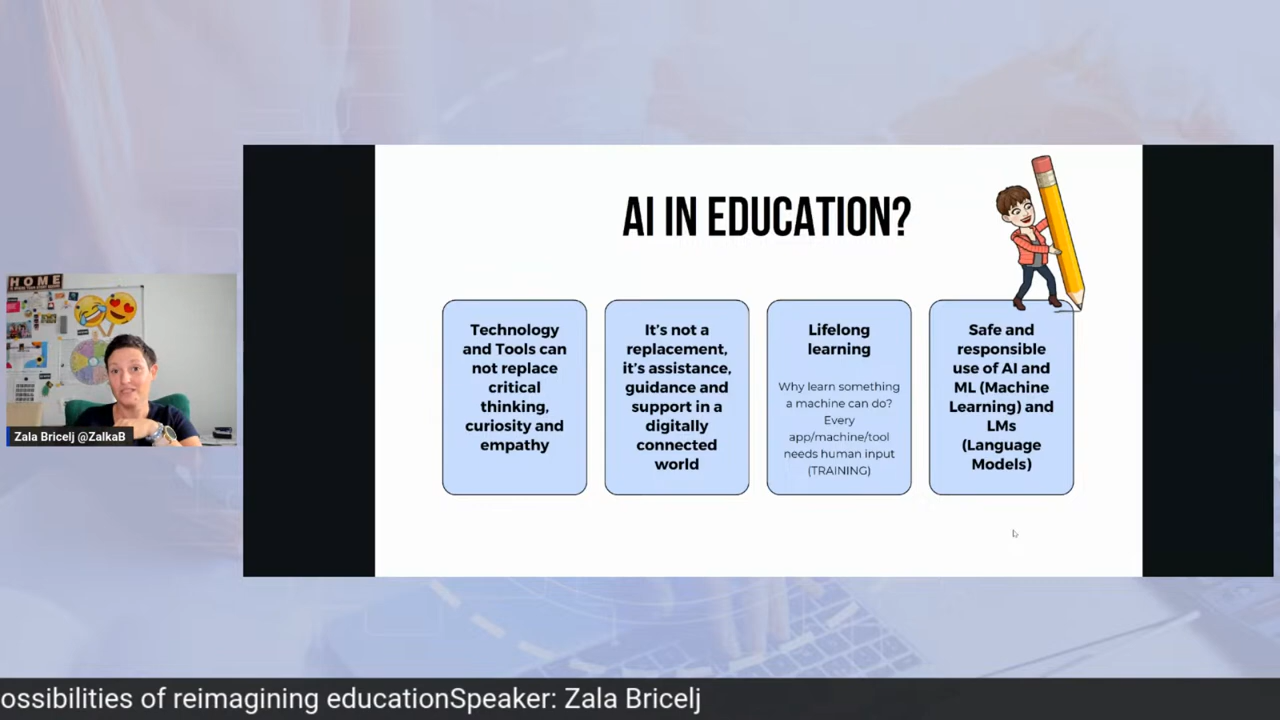 AI IN EDUCATION?
Technology
and Tools can
not replace
critical
thinking,
curiosity and
empathy
It's not a
replacement,
it's assistance,
guidance and
support in a
digitally
connected
world
Lifelong
learning
Why learn something
a machine can do?
Every
app/machine/tool
needs human input
(TRAINING)
Safe and
responsible
use of AI and
ML (Machine
Learning) and
LMs
(Language
Models)
HOME
Zala Bricelj @ZalkaB
ossibilities of reimagining educationSpeaker: Zala Bricelj